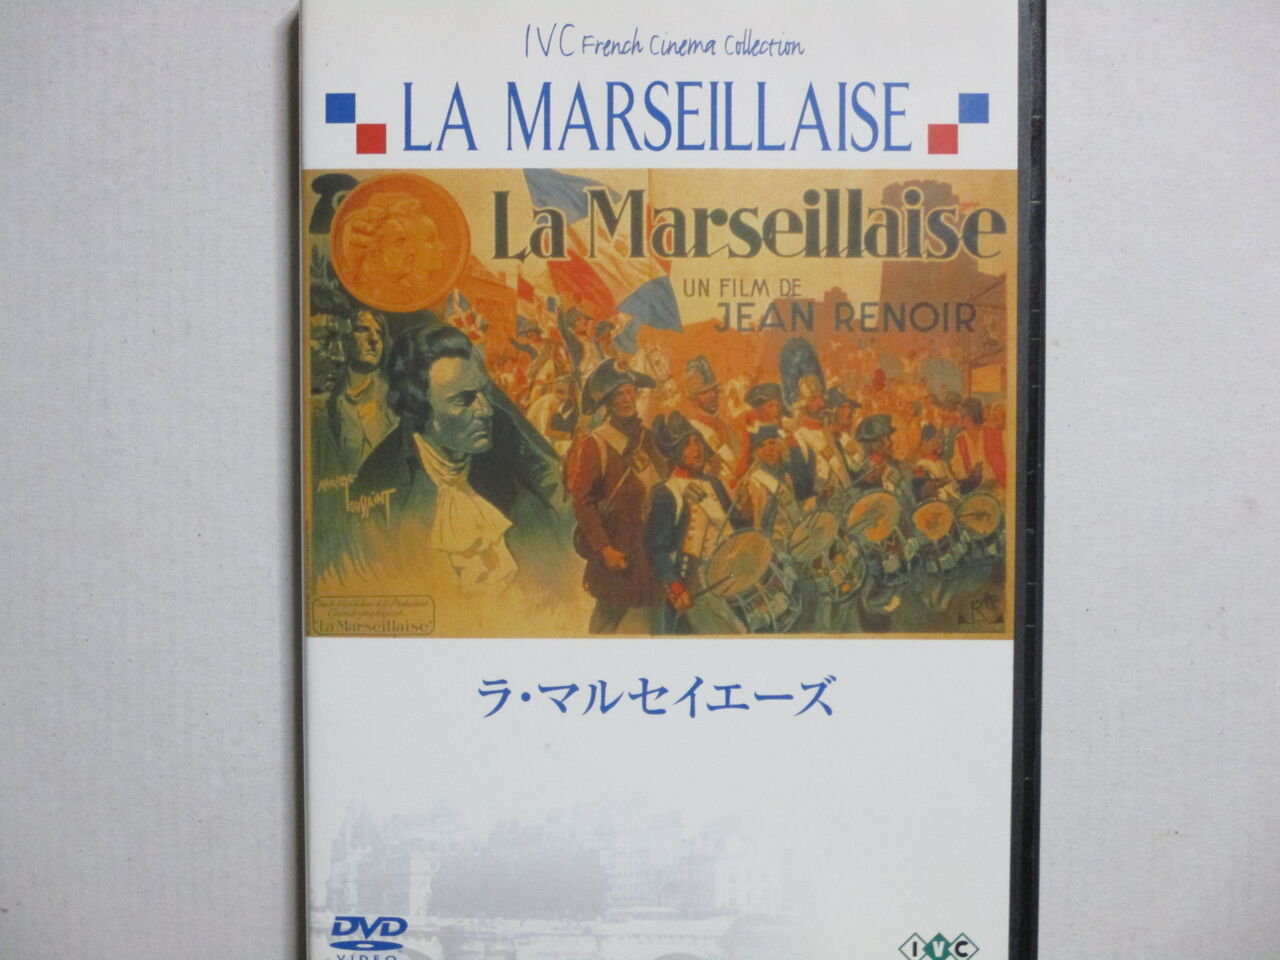 IVC French Cinema Collection
LA MARSEILLAISE
La Marseillaise
UN FILM DE
JEAN RENOIR
TOUSSAINT
"La Marseillaise"
ラ・マルセイエーズ
DVD
VIDEO
IVC